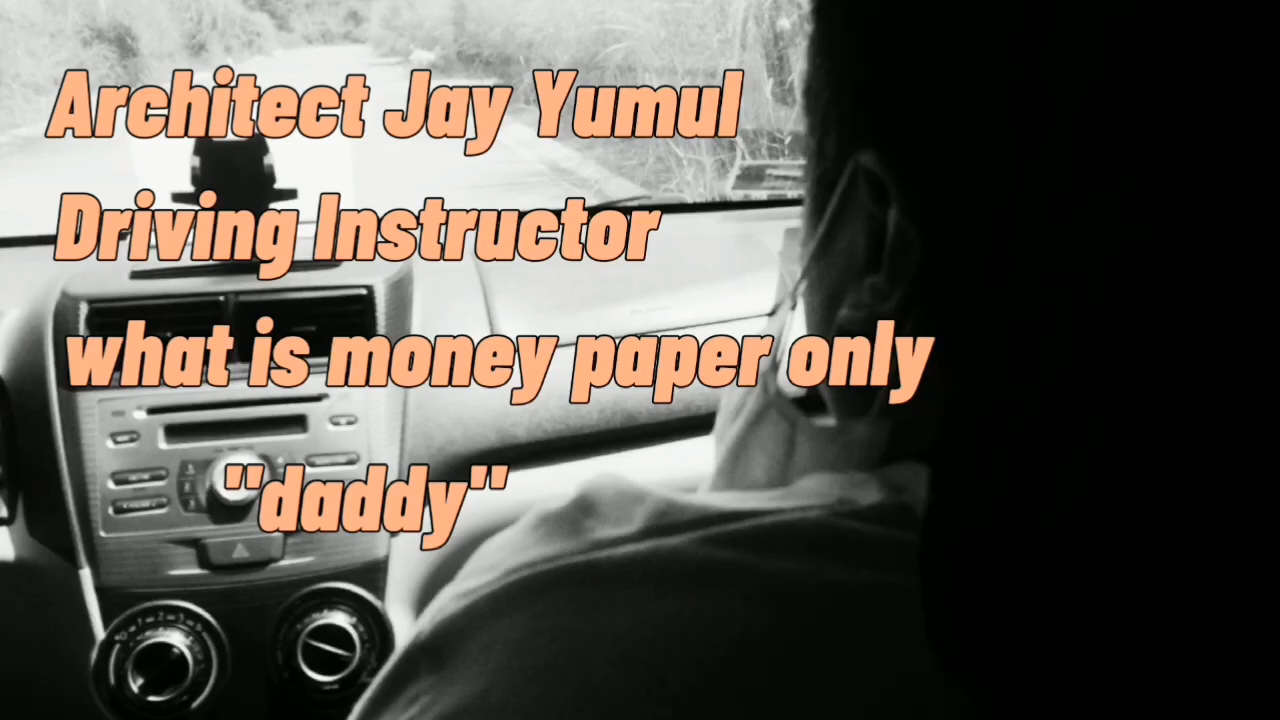 Architect Jay Yumul
Driving Instructor
what is money paper only
"daddy"